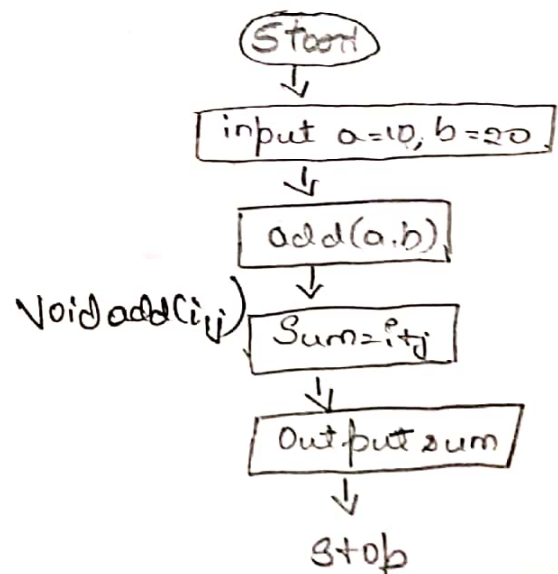 Start
input a=10, b=20
add(a,b)
void add(i,j)
Sum=i+j
Output sum
Stop